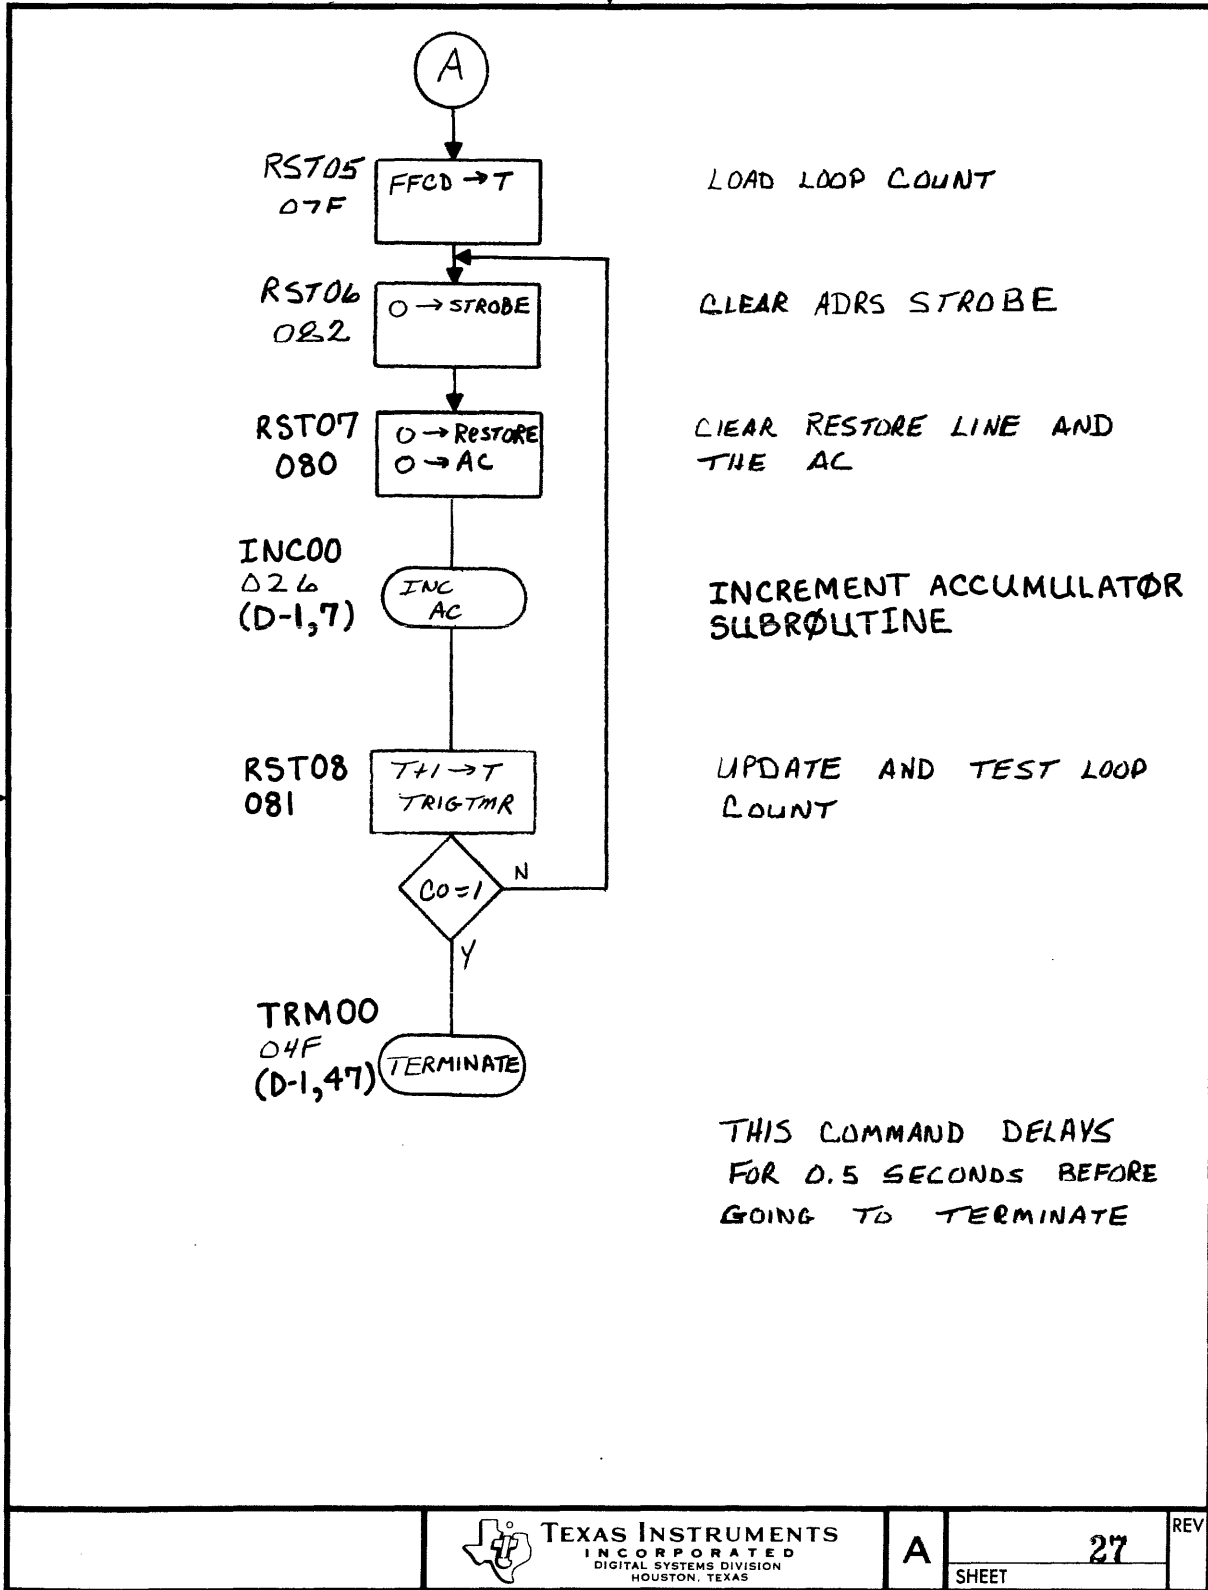 A
RST05
07F
FFCD → T
LOAD LOOP COUNT
RST06
082
0 → STROBE
CLEAR ADRS STROBE
RST07
080
0 → RESTORE
0 → AC
CLEAR RESTORE LINE AND
THE AC
INC00
026
(D-1,7)
INC
AC
INCREMENT ACCUMULATØR
SUBRØUTINE
RST08
081
T+1 → T
TRIGTMR
UPDATE AND TEST LOOP
COUNT
CO=1
N
Y
TRM00
04F
(D-1,47)
TERMINATE
THIS COMMAND DELAYS
FOR 0.5 SECONDS BEFORE
GOING TO TERMINATE
TEXAS INSTRUMENTS
INCORPORATED
DIGITAL SYSTEMS DIVISION
HOUSTON, TEXAS
A
SHEET 27
REV